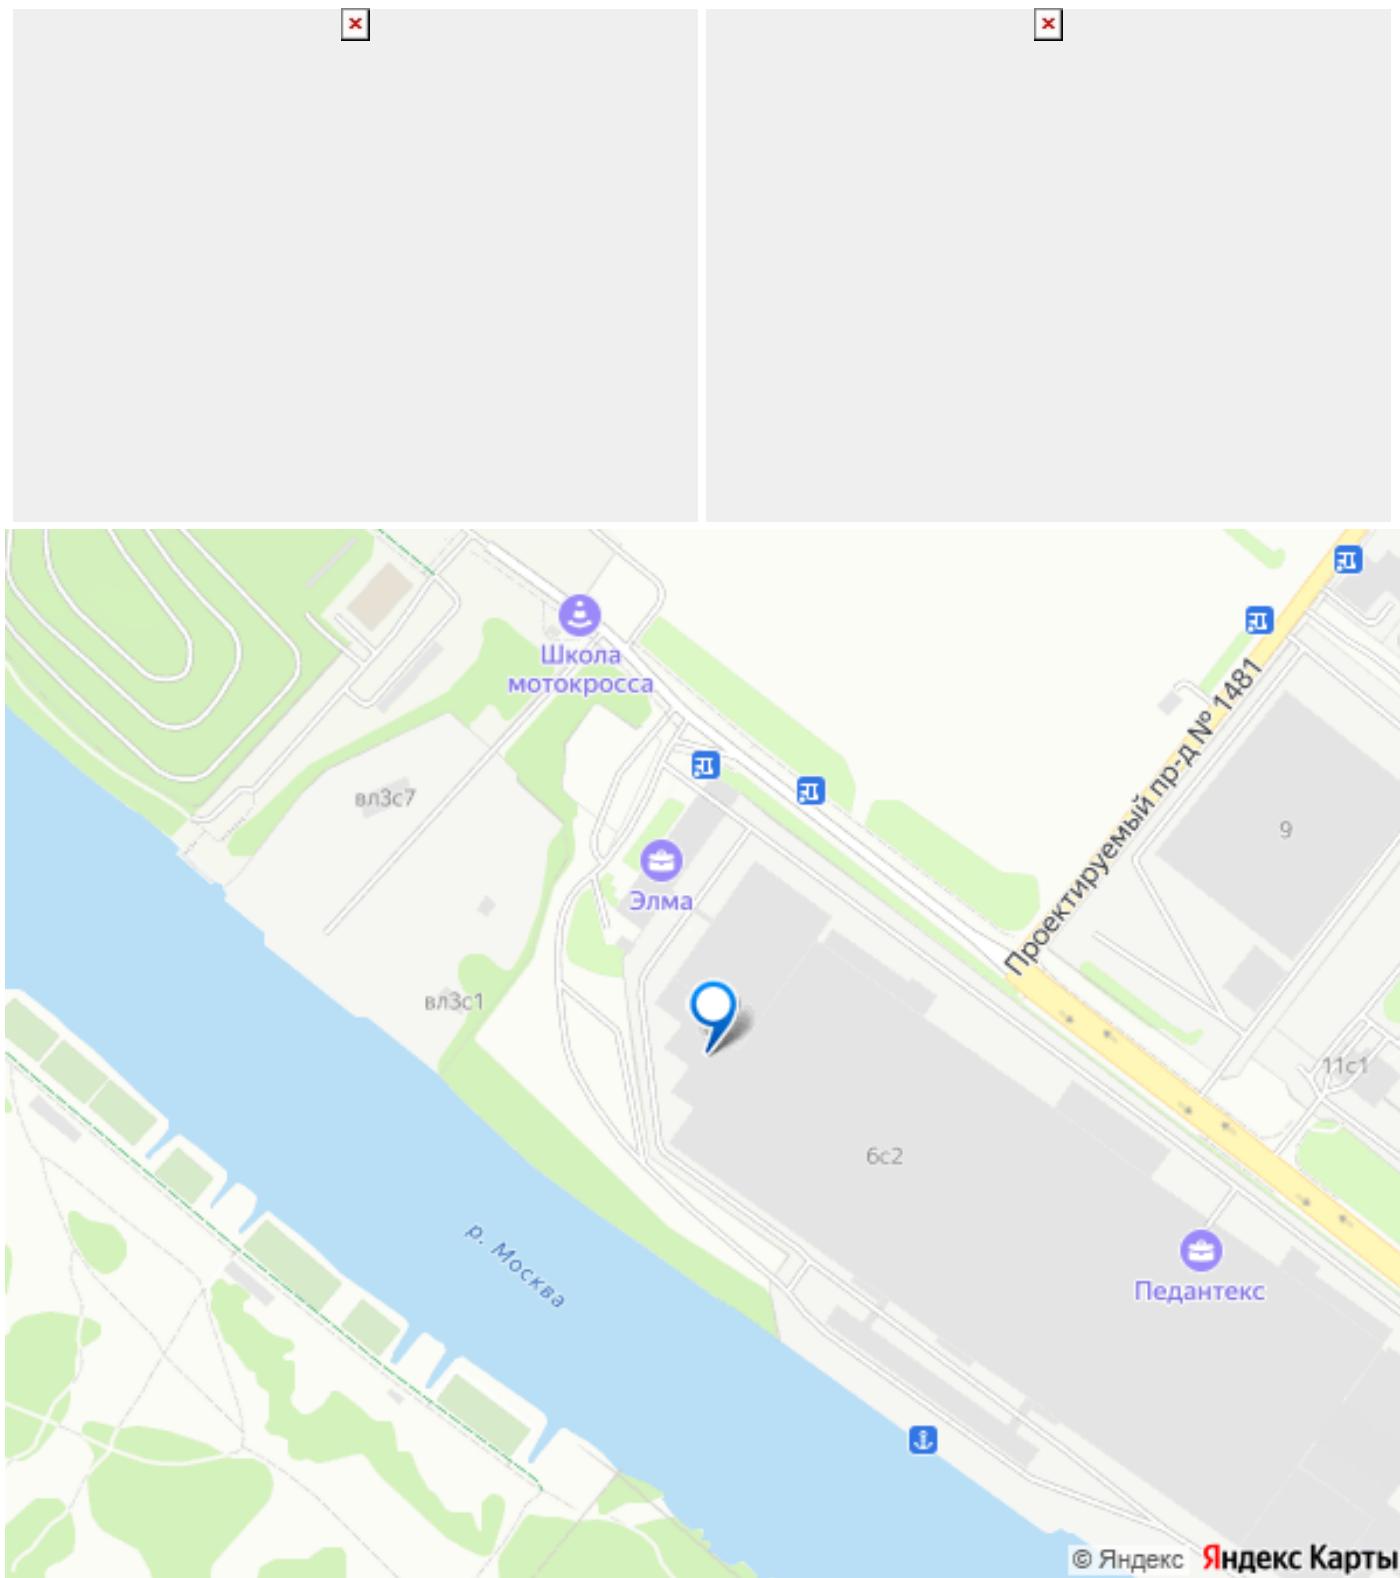 Школа
мотокросса
Проектируемый пр-д № 1481
вл3с7
9
Элма
вл3с1
11с1
6с2
р. Москва
Педантекс
© Яндекс Яндекс Карты